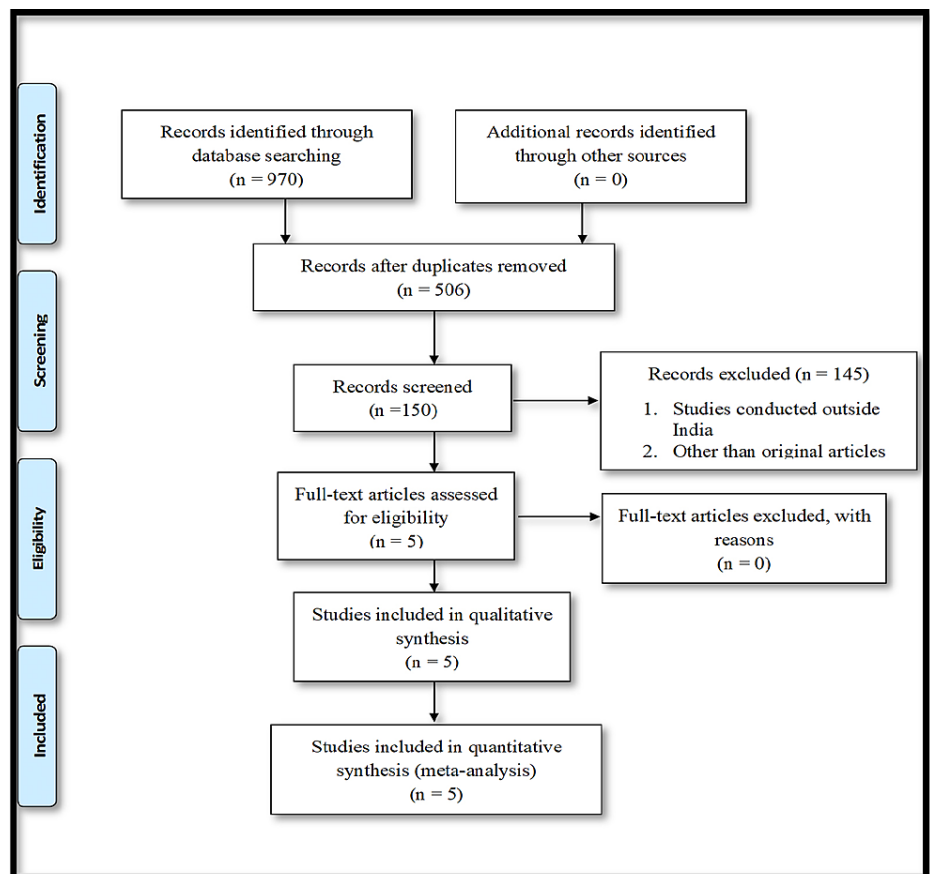 Identification
Records identified through
database searching
(n = 970)
Additional records identified
through other sources
(n = 0)
Records after duplicates removed
(n = 506)
Screening
Records screened
(n =150)
Records excluded (n = 145)
1. Studies conducted outside
India
2. Other than original articles
Eligibility
Full-text articles assessed
for eligibility
(n = 5)
Full-text articles excluded, with
reasons
(n = 0)
Studies included in qualitative
synthesis
(n = 5)
Included
Studies included in quantitative
synthesis (meta-analysis)
(n = 5)